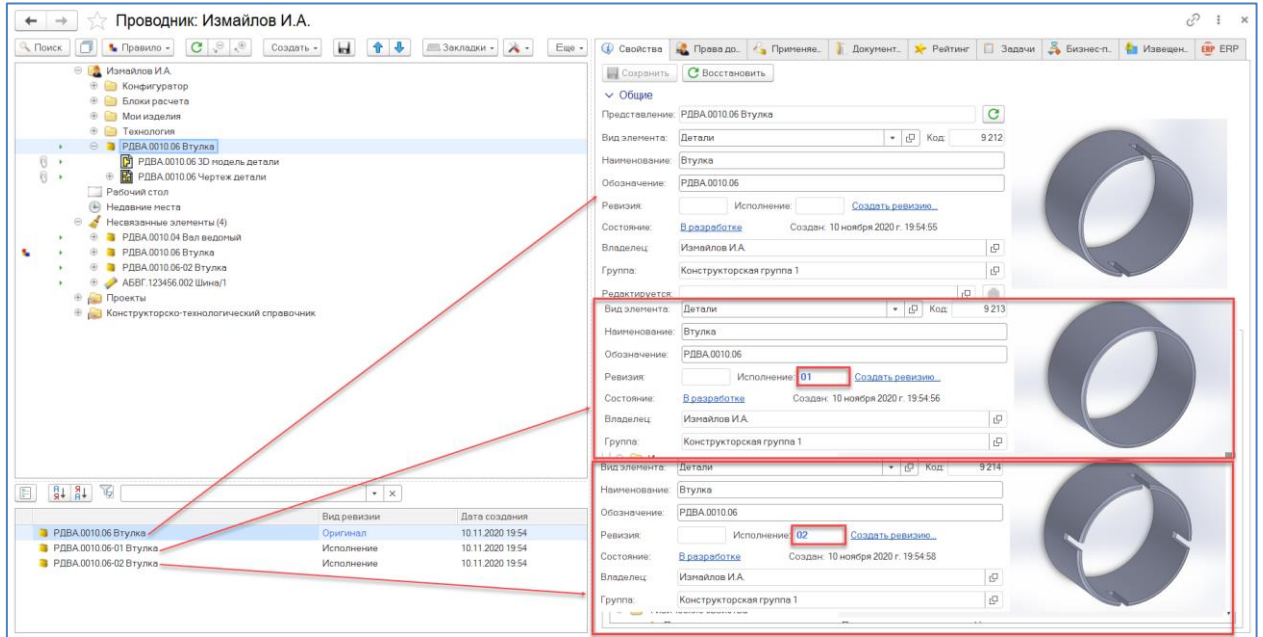 Проводник: Измайлов И.А.
Поиск Правило Создать Закладки Еще
Измайлов И.А.
Конфигуратор
Блоки расчета
Мои изделия
Технология
РДВА.0010.06 Втулка
РДВА.0010.06 3D модель детали
РДВА.0010.06 Чертеж детали
Рабочий стол
Недавние места
Несвязанные элементы (4)
РДВА.0010.04 Вал ведомый
РДВА.0010.06 Втулка
РДВА.0010.06-02 Втулка
АБВГ.123456.002 Шина/1
Проекты
Конструкторско-технологический справочник
Вид ревизии Дата создания
РДВА.0010.06 Втулка Оригинал 10.11.2020 19:54
РДВА.0010.06-01 Втулка Исполнение 10.11.2020 19:54
РДВА.0010.06-02 Втулка Исполнение 10.11.2020 19:54
Свойства Права до.. Применяе.. Документ.. Рейтинг Задачи Бизнес-п.. Извещен.. ERP ERP
Сохранить Восстановить
Общие
Представление: РДВА.0010.06 Втулка
Вид элемента: Детали Код: 9 212
Наименование: Втулка
Обозначение: РДВА.0010.06
Ревизия: Исполнение: Создать ревизию...
Состояние: В разработке Создан: 10 ноября 2020 г. 19:54:55
Владелец: Измайлов И.А.
Группа: Конструкторская группа 1
Редактируется:
Вид элемента: Детали Код: 9 213
Наименование: Втулка
Обозначение: РДВА.0010.06
Ревизия: Исполнение: 01 Создать ревизию...
Состояние: В разработке Создан: 10 ноября 2020 г. 19:54:56
Владелец: Измайлов И.А.
Группа: Конструкторская группа 1
Вид элемента: Детали Код: 9 214
Наименование: Втулка
Обозначение: РДВА.0010.06
Ревизия: Исполнение: 02 Создать ревизию...
Состояние: В разработке Создан: 10 ноября 2020 г. 19:54:58
Владелец: Измайлов И.А.
Группа: Конструкторская группа 1